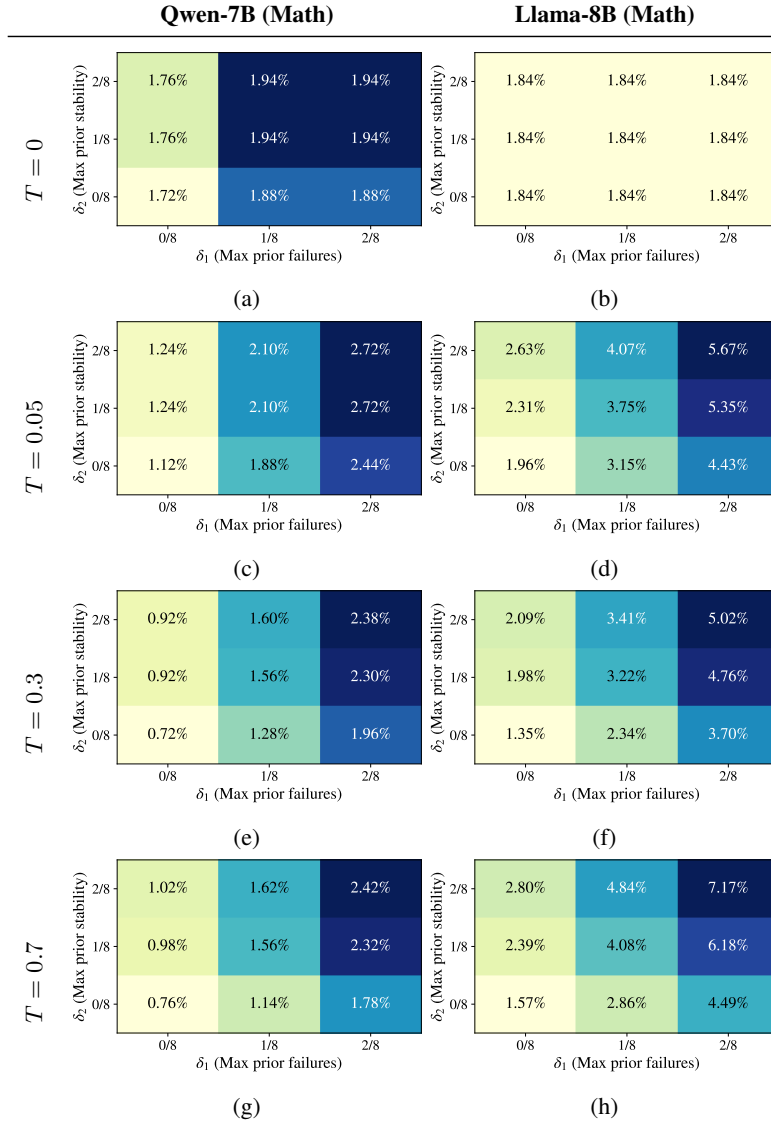 Qwen-7B (Math) Llama-8B (Math)
T = 0
δ₂ (Max prior stability)
2/8 1.76% 1.94% 1.94%
1/8 1.76% 1.94% 1.94%
0/8 1.72% 1.88% 1.88%
0/8 1/8 2/8
δ₁ (Max prior failures)
(a)
δ₂ (Max prior stability)
2/8 1.84% 1.84% 1.84%
1/8 1.84% 1.84% 1.84%
0/8 1.84% 1.84% 1.84%
0/8 1/8 2/8
δ₁ (Max prior failures)
(b)
T = 0.05
δ₂ (Max prior stability)
2/8 1.24% 2.10% 2.72%
1/8 1.24% 2.10% 2.72%
0/8 1.12% 1.88% 2.44%
0/8 1/8 2/8
δ₁ (Max prior failures)
(c)
δ₂ (Max prior stability)
2/8 2.63% 4.07% 5.67%
1/8 2.31% 3.75% 5.35%
0/8 1.96% 3.15% 4.43%
0/8 1/8 2/8
δ₁ (Max prior failures)
(d)
T = 0.3
δ₂ (Max prior stability)
2/8 0.92% 1.60% 2.38%
1/8 0.92% 1.56% 2.30%
0/8 0.72% 1.28% 1.96%
0/8 1/8 2/8
δ₁ (Max prior failures)
(e)
δ₂ (Max prior stability)
2/8 2.09% 3.41% 5.02%
1/8 1.98% 3.22% 4.76%
0/8 1.35% 2.34% 3.70%
0/8 1/8 2/8
δ₁ (Max prior failures)
(f)
T = 0.7
δ₂ (Max prior stability)
2/8 1.02% 1.62% 2.42%
1/8 0.98% 1.56% 2.32%
0/8 0.76% 1.14% 1.78%
0/8 1/8 2/8
δ₁ (Max prior failures)
(g)
δ₂ (Max prior stability)
2/8 2.80% 4.84% 7.17%
1/8 2.39% 4.08% 6.18%
0/8 1.57% 2.86% 4.49%
0/8 1/8 2/8
δ₁ (Max prior failures)
(h)